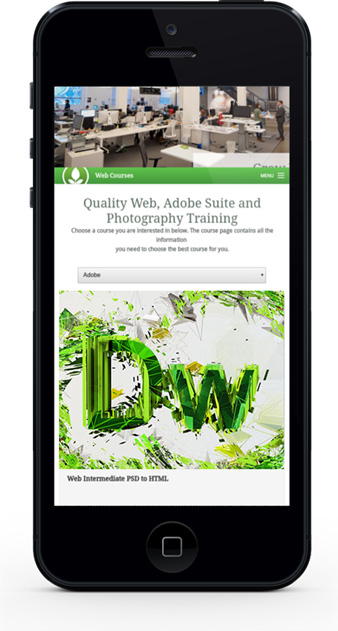 Web Courses
MENU
Quality Web, Adobe Suite and
Photography Training
Choose a course you are interested in below. The course page contains all the
information
you need to choose the best course for you.
Adobe
Dw
Web Intermediate PSD to HTML